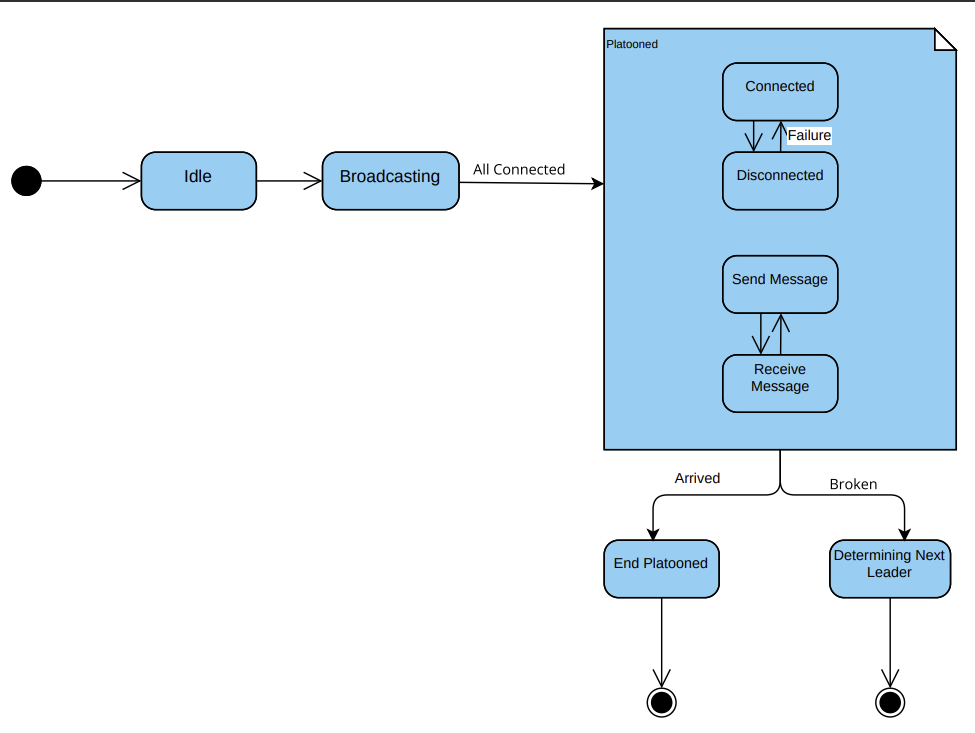 Platooned
Connected
Failure
Disconnected
Idle
Broadcasting
All Connected
Send Message
Receive
Message
Arrived
Broken
End Platooned
Determining Next
Leader